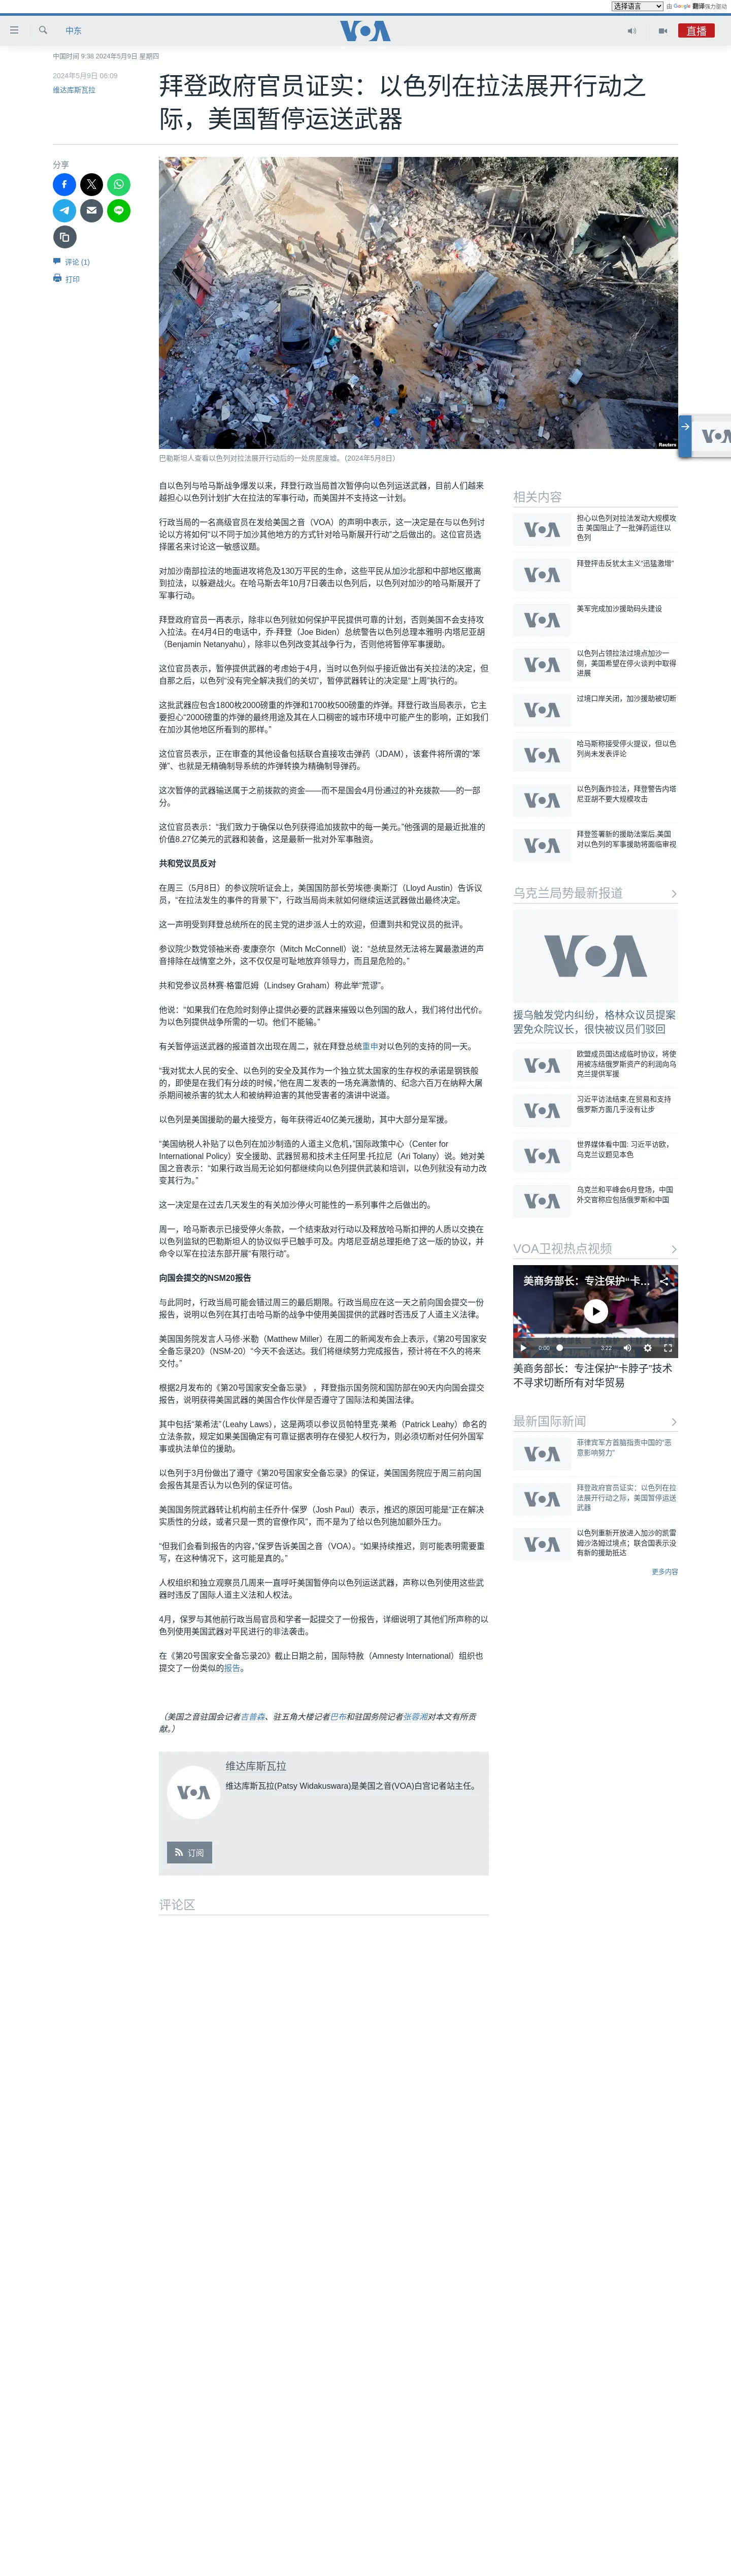 选择语言 由 Google 翻译强力驱动
中东
VOA
直播
中国时间 9:36 2024年5月9日 星期四
2024年5月9日 06:09
维达库斯瓦拉
拜登政府官员证实：以色列在拉法展开行动之
际，美国暂停运送武器
分享
评论 (1)
打印
Reuters
巴勒斯坦人查看以色列对拉法展开行动后的一处房屋废墟。（2024年5月8日）
自以色列与哈马斯战争爆发以来，拜登行政当局首次暂停向以色列运送武器，目前人们越来
越担心以色列计划扩大在拉法的军事行动，而美国并不支持这一计划。
行政当局的一名高级官员在发给美国之音（VOA）的声明中表示，这一决定是在与以色列讨
论以方将如何“以不同于加沙其他地方的方式针对哈马斯展开行动”之后做出的。这位官员选
择匿名来讨论这一敏感议题。
对加沙南部拉法的地面进攻将危及130万平民的生命，这些平民从加沙北部和中部地区撤离
到拉法，以躲避战火。在哈马斯去年10月7日袭击以色列后，以色列对加沙的哈马斯展开了
军事行动。
拜登政府官员一再表示，除非以色列就如何保护平民提供可靠的计划，否则美国不会支持攻
入拉法。在4月4日的电话中，乔·拜登（Joe Biden）总统警告以色列总理本雅明·内塔尼亚胡
（Benjamin Netanyahu），除非以色列改变其战争行为，否则他将暂停军事援助。
这位官员表示，暂停提供武器的考虑始于4月，当时以色列似乎接近做出有关拉法的决定，但
自那之后，以色列“没有完全解决我们的关切”，暂停武器转让的决定是“上周”执行的。
这批武器应包含1800枚2000磅重的炸弹和1700枚500磅重的炸弹。拜登行政当局表示，它主
要担心“2000磅重的炸弹的最终用途及其在人口稠密的城市环境中可能产生的影响，正如我们
在加沙其他地区所看到的那样。”
这位官员表示，正在审查的其他设备包括联合直接攻击弹药（JDAM），该套件将所谓的“笨
弹”、也就是无精确制导系统的炸弹转换为精确制导弹药。
这次暂停的武器输送属于之前拨款的资金——而不是国会4月份通过的补充拨款——的一部
分。
这位官员表示：“我们致力于确保以色列获得追加拨款中的每一美元。”他强调的是最近批准的
价值8.27亿美元的武器和装备，这是最新一批对外军事融资。
共和党议员反对
在周三（5月8日）的参议院听证会上，美国国防部长劳埃德·奥斯汀（Lloyd Austin）告诉议
员，“在拉法发生的事件的背景下”，行政当局尚未就如何继续运送武器做出最终决定。
这一声明受到拜登总统所在的民主党的进步派人士的欢迎，但遭到共和党议员的批评。
参议院少数党领袖米奇·麦康奈尔（Mitch McConnell）说：“总统显然无法将左翼最激进的声
音排除在战情室之外，这不仅仅是可耻地放弃领导力，而且是危险的。”
共和党参议员林赛·格雷厄姆（Lindsey Graham）称此举“荒谬”。
他说：“如果我们在危险时刻停止提供必要的武器来摧毁以色列国的敌人，我们将付出代价。
为以色列提供战争所需的一切。他们不能输。”
有关暂停运送武器的报道首次出现在周二，就在拜登总统重申对以色列的支持的同一天。
“我对犹太人民的安全、以色列的安全及其作为一个独立犹太国家的生存权的承诺是钢铁般
的，即使是在我们有分歧的时候，”他在周二发表的一场充满激情的、纪念六百万在纳粹大屠
杀期间被杀害的犹太人和被纳粹迫害的其他受害者的演讲中说道。
以色列是美国援助的最大接受方，每年获得近40亿美元援助，其中大部分是军援。
“美国纳税人补贴了以色列在加沙制造的人道主义危机，”国际政策中心（Center for
International Policy）安全援助、武器贸易和技术主任阿里·托拉尼（Ari Tolany）说。她对美
国之音表示：“如果行政当局无论如何都继续向以色列提供武装和培训，以色列就没有动力改
变其行为。”
这一决定是在过去几天发生的有关加沙停火可能性的一系列事件之后做出的。
周一，哈马斯表示已接受停火条款，一个结束敌对行动以及释放哈马斯扣押的人质以交换在
以色列监狱的巴勒斯坦人的协议似乎已触手可及。内塔尼亚胡总理拒绝了这一版的协议，并
命令以军在拉法东部开展“有限行动”。
向国会提交的NSM20报告
与此同时，行政当局可能会错过周三的最后期限。行政当局应在这一天之前向国会提交一份
报告，说明以色列在其打击哈马斯的战争中使用美国提供的武器时否违反了人道主义法律。
美国国务院发言人马修·米勒（Matthew Miller）在周二的新闻发布会上表示，《第20号国家安
全备忘录20》（NSM-20）“今天不会送达。我们将继续努力完成报告，预计将在不久的将来
交付。”
根据2月发布的《第20号国家安全备忘录》 ，拜登指示国务院和国防部在90天内向国会提交
报告，说明获得美国武器的美国合作伙伴是否遵守了国际法和美国法律。
其中包括“莱希法”（Leahy Laws），这是两项以参议员帕特里克·莱希（Patrick Leahy）命名的
立法条款，规定如果美国确定有可靠证据表明存在侵犯人权行为，则必须切断对任何外国军
事或执法单位的援助。
以色列于3月份做出了遵守《第20号国家安全备忘录》的保证，美国国务院应于周三前向国
会报告其是否认为以色列的保证可信。
美国国务院武器转让机构前主任乔什·保罗（Josh Paul）表示，推迟的原因可能是“正在解决
实质性的分歧，或者只是一贯的官僚作风”，而不是为了给以色列施加额外压力。
“但我们会看到报告的内容，”保罗告诉美国之音（VOA）。“如果持续推迟，则可能表明需要重
写，在这种情况下，这可能是真的。”
人权组织和独立观察员几周来一直呼吁美国暂停向以色列运送武器，声称以色列使用这些武
器时违反了国际人道主义法和人权法。
4月，保罗与其他前行政当局官员和学者一起提交了一份报告，详细说明了其他们所声称的以
色列使用美国武器对平民进行的非法袭击。
在《第20号国家安全备忘录20》截止日期之前，国际特赦（Amnesty International）组织也
提交了一份类似的报告。
（美国之音驻国会记者吉普森、驻五角大楼记者巴布和驻国务院记者张蓉湘对本文有所贡
献。）
维达库斯瓦拉
维达库斯瓦拉(Patsy Widakuswara)是美国之音(VOA)白宫记者站主任。
VOA
订阅
评论区
相关内容
VOA
担心以色列对拉法发动大规模攻
击 美国阻止了一批弹药运往以
色列
VOA
拜登抨击反犹太主义“迅猛激增”
VOA
美军完成加沙援助码头建设
VOA
以色列占领拉法过境点加沙一
侧，美国希望在停火谈判中取得
进展
VOA
过境口岸关闭，加沙援助被切断
VOA
哈马斯称接受停火提议，但以色
列尚未发表评论
VOA
以色列轰炸拉法，拜登警告内塔
尼亚胡不要大规模攻击
VOA
拜登签署新的援助法案后,美国
对以色列的军事援助将面临审视
VOA
乌克兰局势最新报道
VOA
援乌触发党内纠纷，格林众议员提案
罢免众院议长，很快被议员们驳回
VOA
欧盟成员国达成临时协议，将使
用被冻结俄罗斯资产的利润向乌
克兰提供军援
VOA
习近平访法结束,在贸易和支持
俄罗斯方面几乎没有让步
VOA
世界媒体看中国: 习近平访欧，
乌克兰议题见本色
VOA
乌克兰和平峰会6月登场，中国
外交官称应包括俄罗斯和中国
VOA
VOA卫视热点视频
美商务部长：专注保护“卡...
0:00 3:22
美商务部长：专注保护“卡脖子”技术
不寻求切断所有对华贸易
最新国际新闻
VOA
菲律宾军方首脑指责中国的“恶
意影响努力”
VOA
拜登政府官员证实：以色列在拉
法展开行动之际，美国暂停运送
武器
VOA
以色列重新开放进入加沙的凯雷
姆沙洛姆过境点；联合国表示没
有新的援助抵达
更多内容